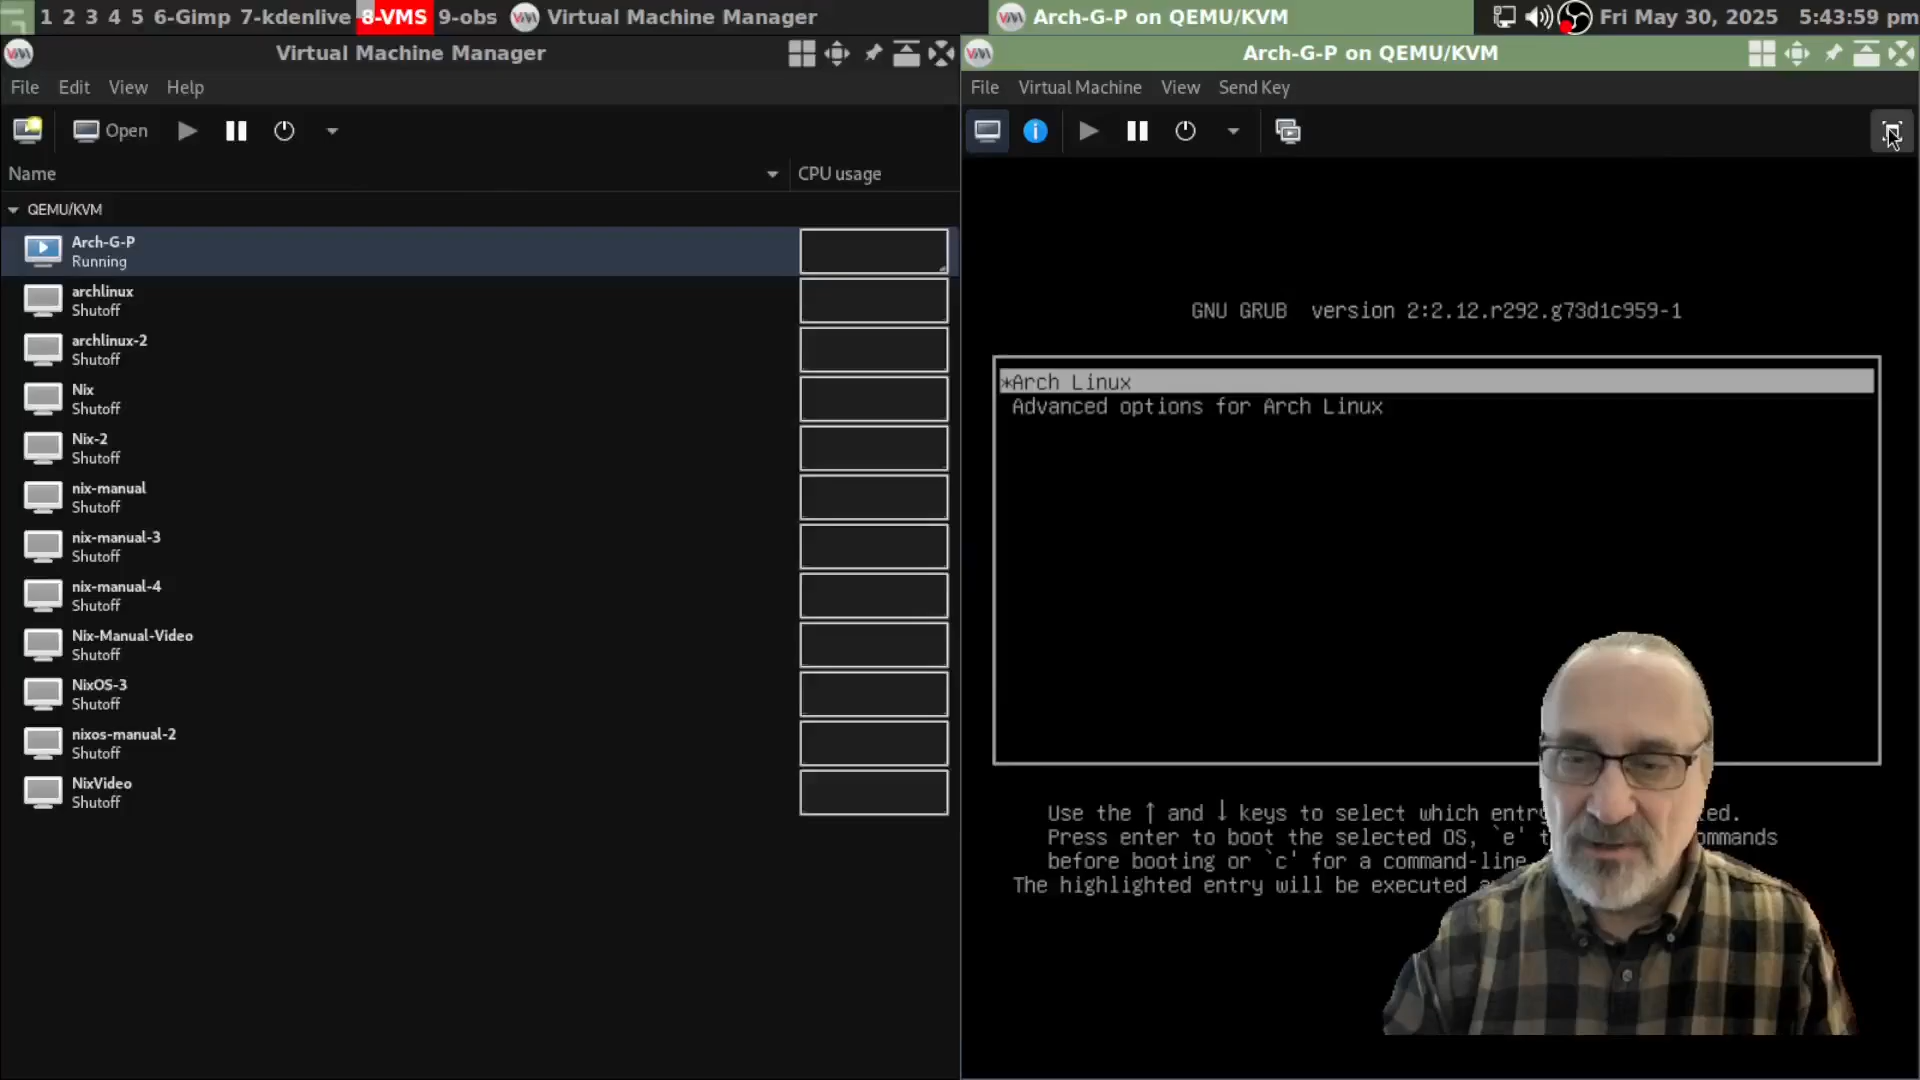 1 2 3 4 5 6-Gimp 7-kdenlive 8-VMS 9-obs Virtual Machine Manager
Arch-G-P on QEMU/KVM
Fri May 30, 2025 5:43:59 pm
Virtual Machine Manager
File Edit View Help
Open
Name CPU usage
QEMU/KVM
Arch-G-P
Running
archlinux
Shutoff
archlinux-2
Shutoff
Nix
Shutoff
Nix-2
Shutoff
nix-manual
Shutoff
nix-manual-3
Shutoff
nix-manual-4
Shutoff
Nix-Manual-Video
Shutoff
NixOS-3
Shutoff
nixos-manual-2
Shutoff
NixVideo
Shutoff
Arch-G-P on QEMU/KVM
File Virtual Machine View Send Key
GNU GRUB version 2:2.12.r292.g73d1c959-1
*Arch Linux
Advanced options for Arch Linux
Use the ↑ and ↓ keys to select which
Press enter to boot the selected OS, `e'
before booting or `c' for a command-line
The highlighted entry will be executed